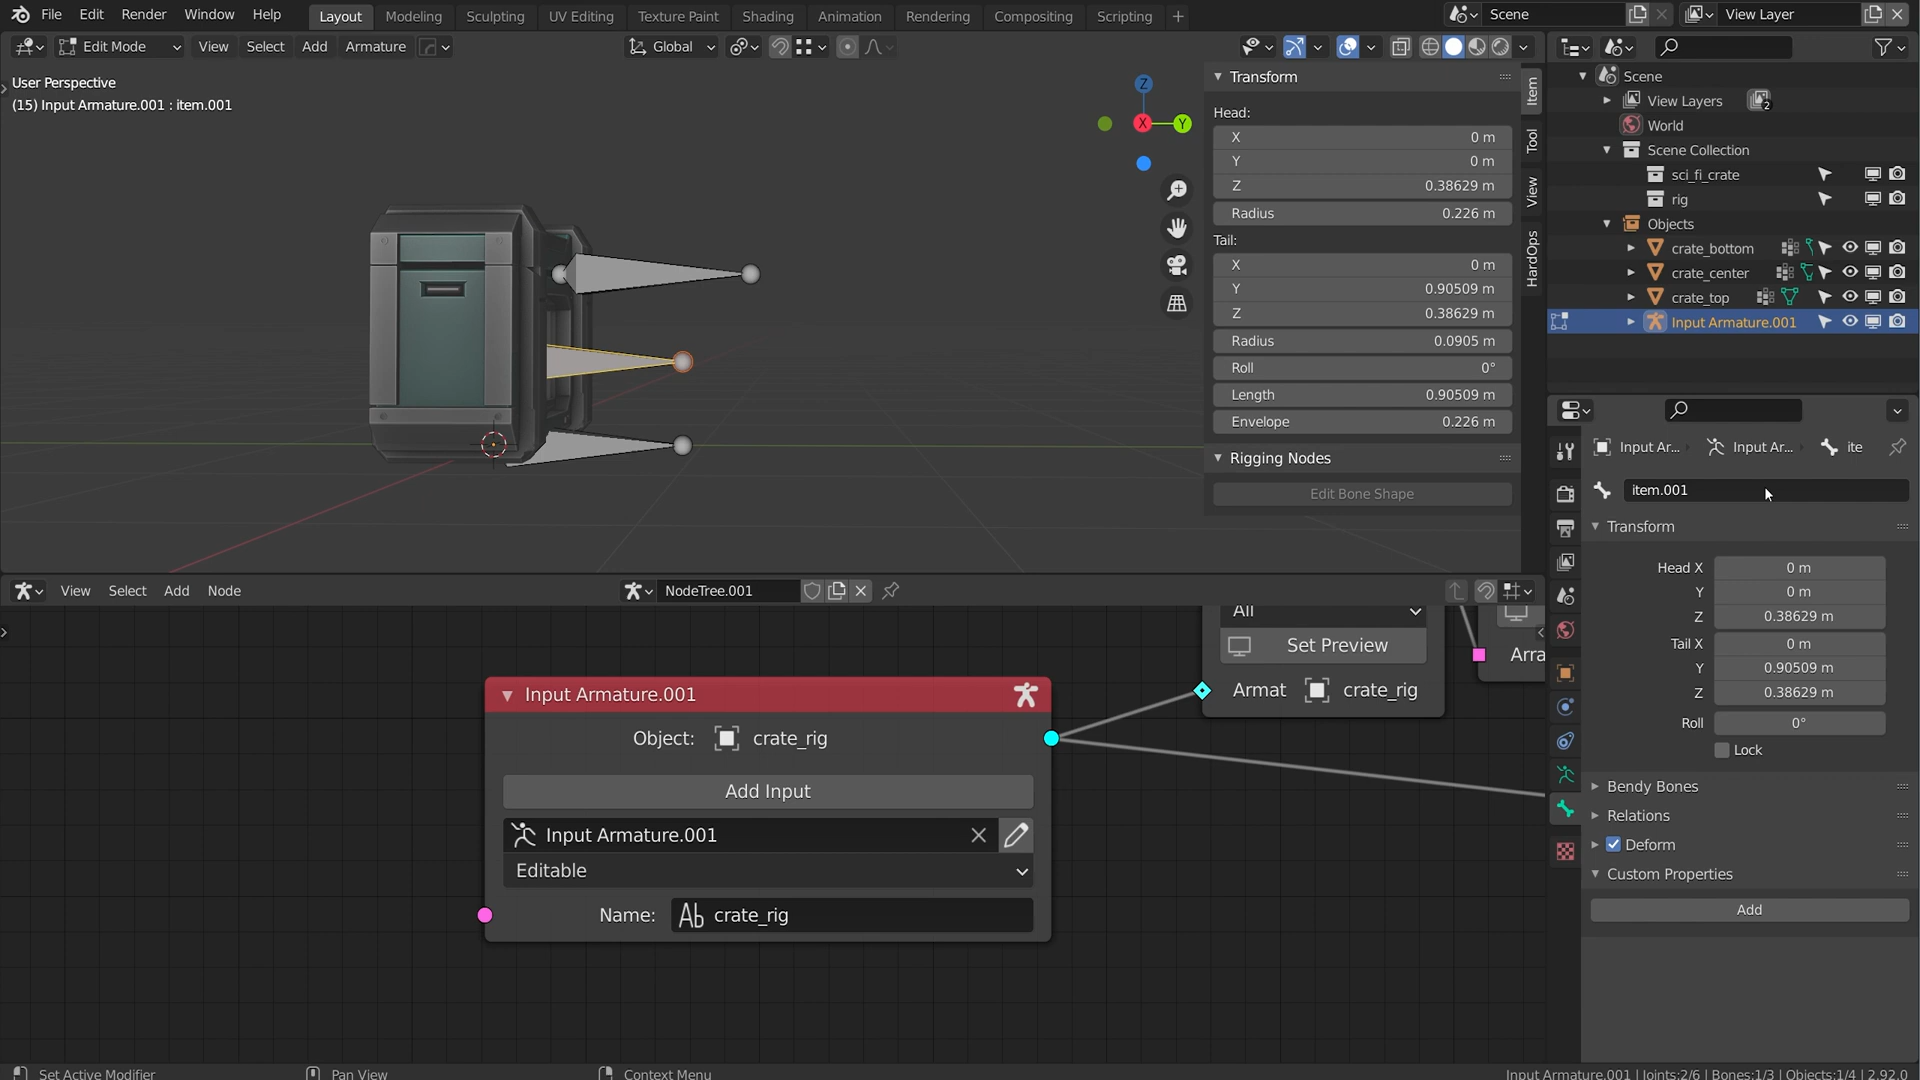 File Edit Render Window Help Layout Modeling Sculpting UV Editing Texture Paint Shading Animation Rendering Compositing Scripting + Scene View Layer
Edit Mode View Select Add Armature Global
User Perspective
(15) Input Armature.001 : item.001
Z
X
Y
Transform
Head:
X 0 m
Y 0 m
Z 0.38629 m
Radius 0.226 m
Tail:
X 0 m
Y 0.90509 m
Z 0.38629 m
Radius 0.0905 m
Roll 0°
Length 0.90509 m
Envelope 0.226 m
Rigging Nodes
Edit Bone Shape
Item
Tool
View
HardOps
Scene
View Layers 2
World
Scene Collection
sci_fi_crate
rig
Objects
crate_bottom
crate_center
crate_top
Input Armature.001
Input Ar... Input Ar... ite
item.001
Transform
Head X 0 m
Y 0 m
Z 0.38629 m
Tail X 0 m
Y 0.90509 m
Z 0.38629 m
Roll 0°
Lock
Bendy Bones
Relations
Deform
Custom Properties
Add
View Select Add Node NodeTree.001
All
Set Preview
Armat crate_rig
Arra
Input Armature.001
Object: crate_rig
Add Input
Input Armature.001
Editable
Name: Ab crate_rig
Set Active Modifier Pan View Context Menu Input Armature.001 | Joints:2/6 | Bones:1/3 | Objects:1/4 | 2.92.0